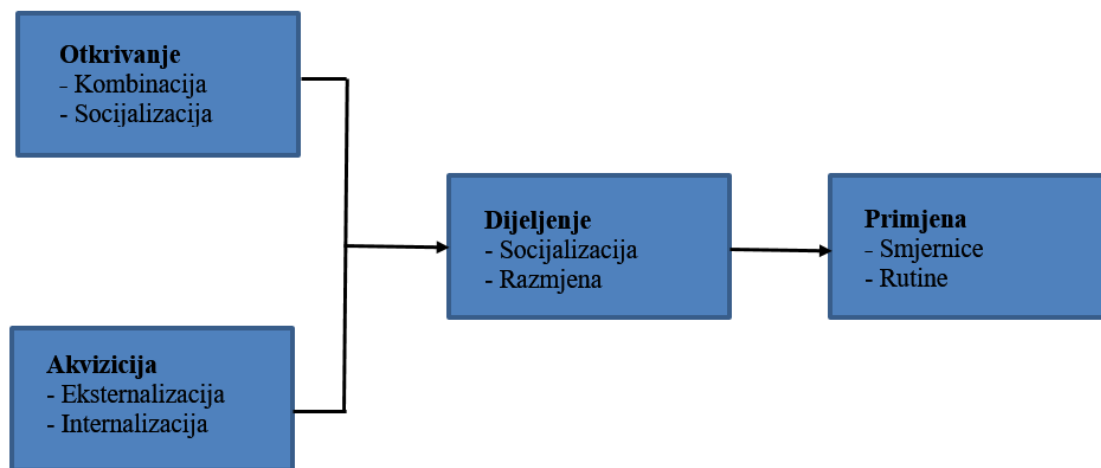 Otkrivanje
- Kombinacija
- Socijalizacija
Akvizicija
- Eksternalizacija
- Internalizacija
Dijeljenje
- Socijalizacija
- Razmjena
Primjena
- Smjernice
- Rutine